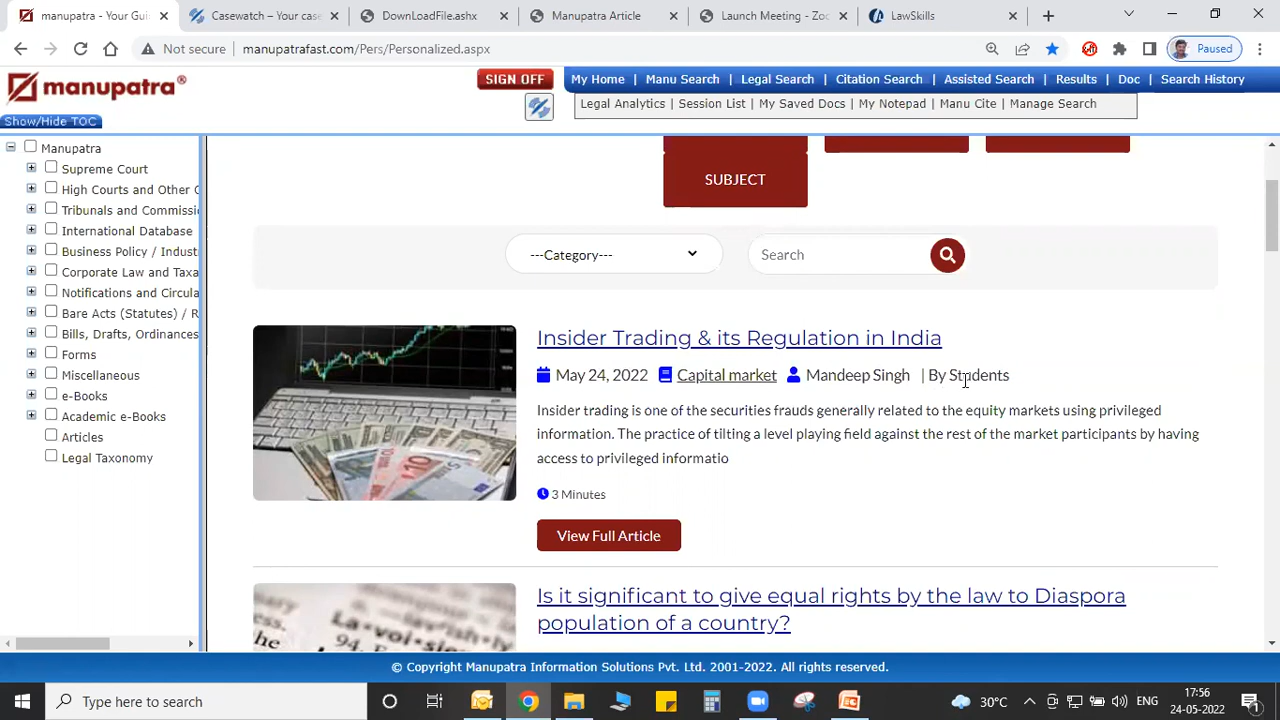 manupatra - Your Gui
Casewatch – Your case
DownLoadFile.ashx
Manupatra Article
Launch Meeting - Zoo
LawSkills
Not secure
manupatrafast.com/Pers/Personalized.aspx
Paused
manupatra®
SIGN OFF
My Home | Manu Search | Legal Search | Citation Search | Assisted Search | Results | Doc | Search History
Legal Analytics | Session List | My Saved Docs | My Notepad | Manu Cite | Manage Search
Show/Hide TOC
Manupatra
Supreme Court
High Courts and Other C
Tribunals and Commissi
International Database
Business Policy / Indust
Corporate Law and Taxa
Notifications and Circula
Bare Acts (Statutes) / R
Bills, Drafts, Ordinances
Forms
Miscellaneous
e-Books
Academic e-Books
Articles
Legal Taxonomy
SUBJECT
---Category---
Search
Insider Trading & its Regulation in India
May 24, 2022 Capital market Mandeep Singh | By Students
Insider trading is one of the securities frauds generally related to the equity markets using privileged
information. The practice of tilting a level playing field against the rest of the market participants by having
access to privileged informatio
3 Minutes
View Full Article
Is it significant to give equal rights by the law to Diaspora
population of a country?
© Copyright Manupatra Information Solutions Pvt. Ltd. 2001-2022. All rights reserved.
Type here to search
30°C
ENG
17:56
24-05-2022